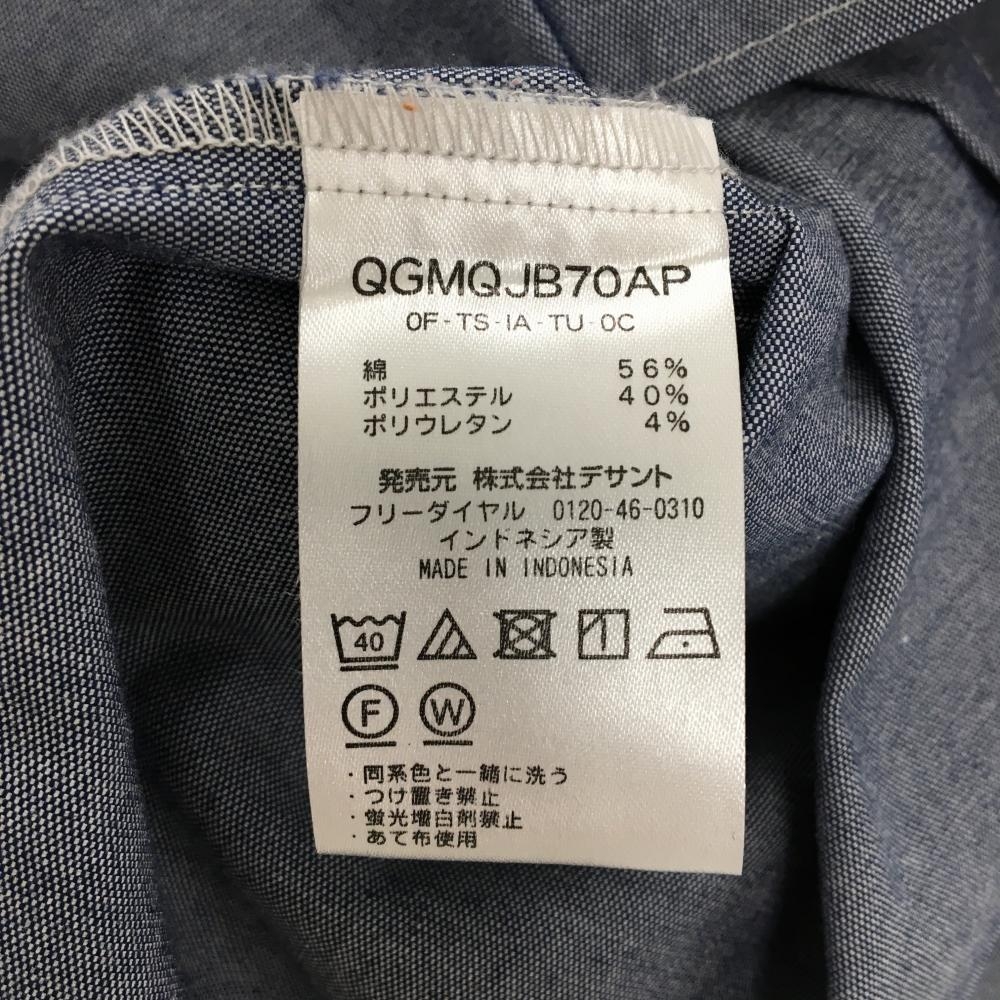 QGMQJB70AP
OF-TS-IA-TU-OC
綿 56%
ポリエステル 40%
ポリウレタン 4%
発売元 株式会社デサント
フリーダイヤル 0120-46-0310
インドネシア製
MADE IN INDONESIA
40
F W
・同系色と一緒に洗う
・つけ置き禁止
・蛍光増白剤禁止
・あて布使用